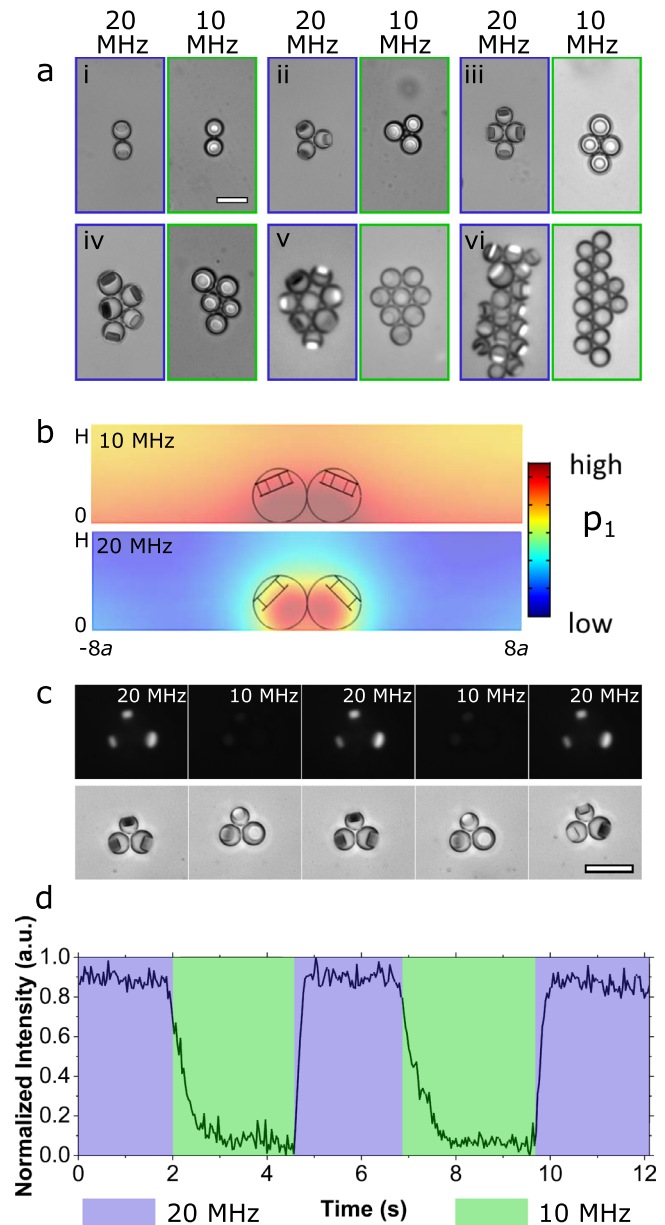 20 MHz 10 MHz 20 MHz 10 MHz 20 MHz 10 MHz
a
i ii iii
iv v vi
b
H 10 MHz
0
H 20 MHz
0
-8a 8a
high
p1
low
c
20 MHz 10 MHz 20 MHz 10 MHz 20 MHz
d
Normalized Intensity (a.u.)
1.0
0.8
0.6
0.4
0.2
0.0
0 2 4 6 8 10 12
Time (s)
20 MHz 10 MHz